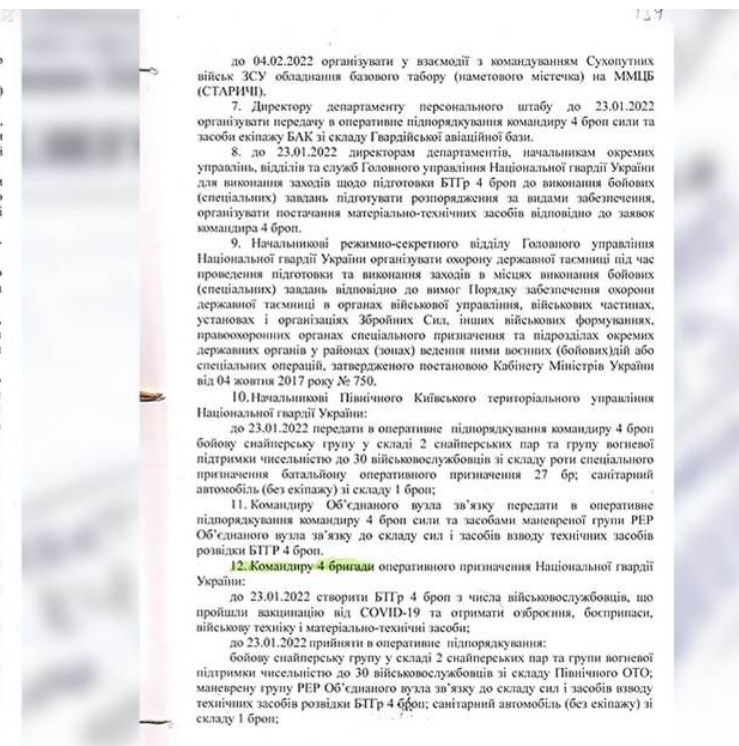 до 04.02.2022 організувати у взаємодії з командуванням Сухопутних
військ ЗСУ обладнання базового табору (наметового містечка) на ММЦБ
(СТАРИЧІ).
7. Директору департаменту персонального штабу до 23.01.2022
організувати передачу в оперативне підпорядкування командиру 4 броп сили та
засоби екіпажу БАК зі складу Гвардійської авіаційної бази.
8. до 23.01.2022 директорам департаментів, начальникам окремих
управлінь, відділів та служб Головного управління Національної гвардії України
для виконання заходів щодо підготовки БТГр 4 броп до виконання бойових
(спеціальних) завдань підготувати розпорядження за видами забезпечення,
організувати постачання матеріально-технічних засобів відповідно до заявок
командира 4 броп.
9. Начальникові режимно-секретного відділу Головного управління
Національної гвардії України організувати охорону державної таємниці під час
проведення підготовки та виконання заходів в місцях виконання бойових
(спеціальних) завдань відповідно до вимог Порядку забезпечення охорони
державної таємниці в органах військової управління, військових частинах,
установах і організаціях Збройних Сил, інших військових формуваннях,
правоохоронних органах спеціального призначення та підрозділах окремих
державних органів у районах (зонах) ведення ними воєнних (бойових)дій або
спеціальних операцій, затвердженого постановою Кабінету Міністрів України
від 04 жовтня 2017 року № 750.
10.Начальникові Північного Київського територіального управління
Національної гвардії України:
до 23.01.2022 передати в оперативне підпорядкування командиру 4 броп
бойову снайперську групу у складі 2 снайперських пар та групу вогневої
підтримки чисельністю до 30 військовослужбовців зі складу роти спеціального
призначення батальйону оперативного призначення 27 бр; санітарний
автомобіль (без екіпажу) зі складу 1 броп;
11. Командиру Об’єднаного вузла зв’язку передати в оперативне
підпорядкування командиру 4 броп сили та засобами маневреної групи РЕР
Об’єднаного вузла зв’язку до складу сил і засобів взводу технічних засобів
розвідки БТГР 4 броп.
12. Командиру 4 бригади оперативного призначення Національної гвардії
України:
до 23.01.2022 створити БТГр 4 броп з числа військовослужбовців, що
пройшли вакцинацію від COVID-19 та отримати озброєння, боєприпаси,
військову техніку і матеріально-технічні засоби;
до 23.01.2022 прийняти в оперативне підпорядкування:
бойову снайперську групу у складі 2 снайперських пар та групи вогневої
підтримки чисельністю до 30 військовослужбовців зі складу Північного ОТО;
маневрену групу РЕР Об’єднаного вузла зв’язку до складу сил і засобів взводу
технічних засобів розвідки БТГр 4 броп; санітарний автомобіль (без екіпажу) зі
складу 1 броп;